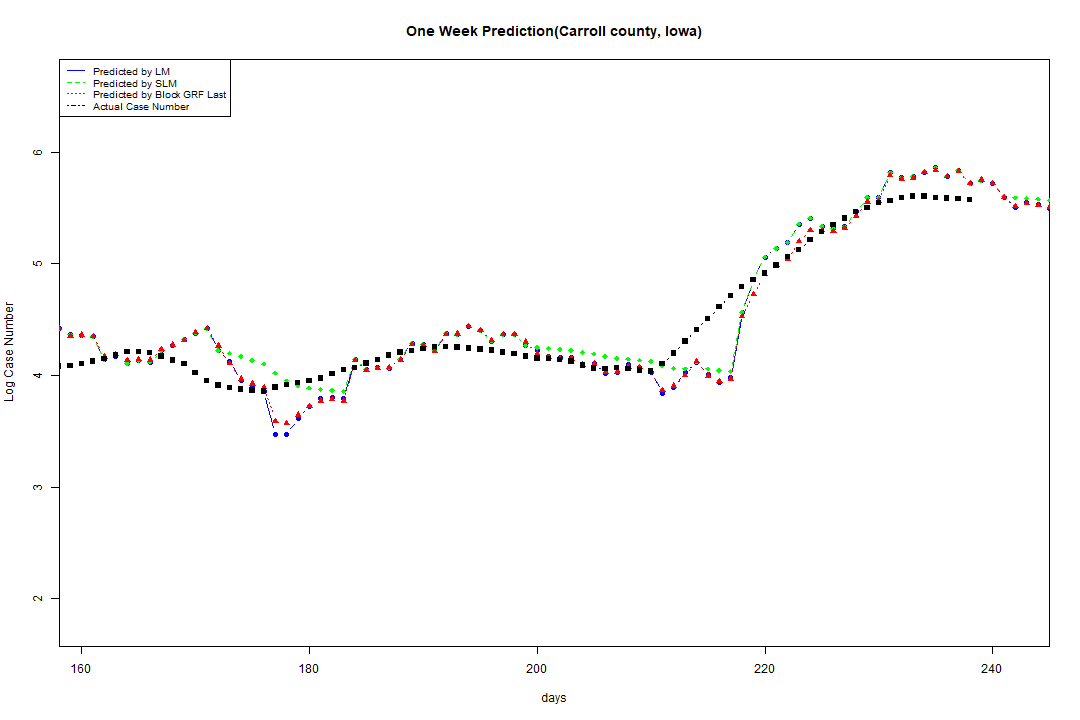 One Week Prediction(Carroll county, Iowa)
Predicted by LM
Predicted by SLM
Predicted by Block GRF Last
Actual Case Number
6
5
4
3
2
Log Case Number
160 180 200 220 240
days